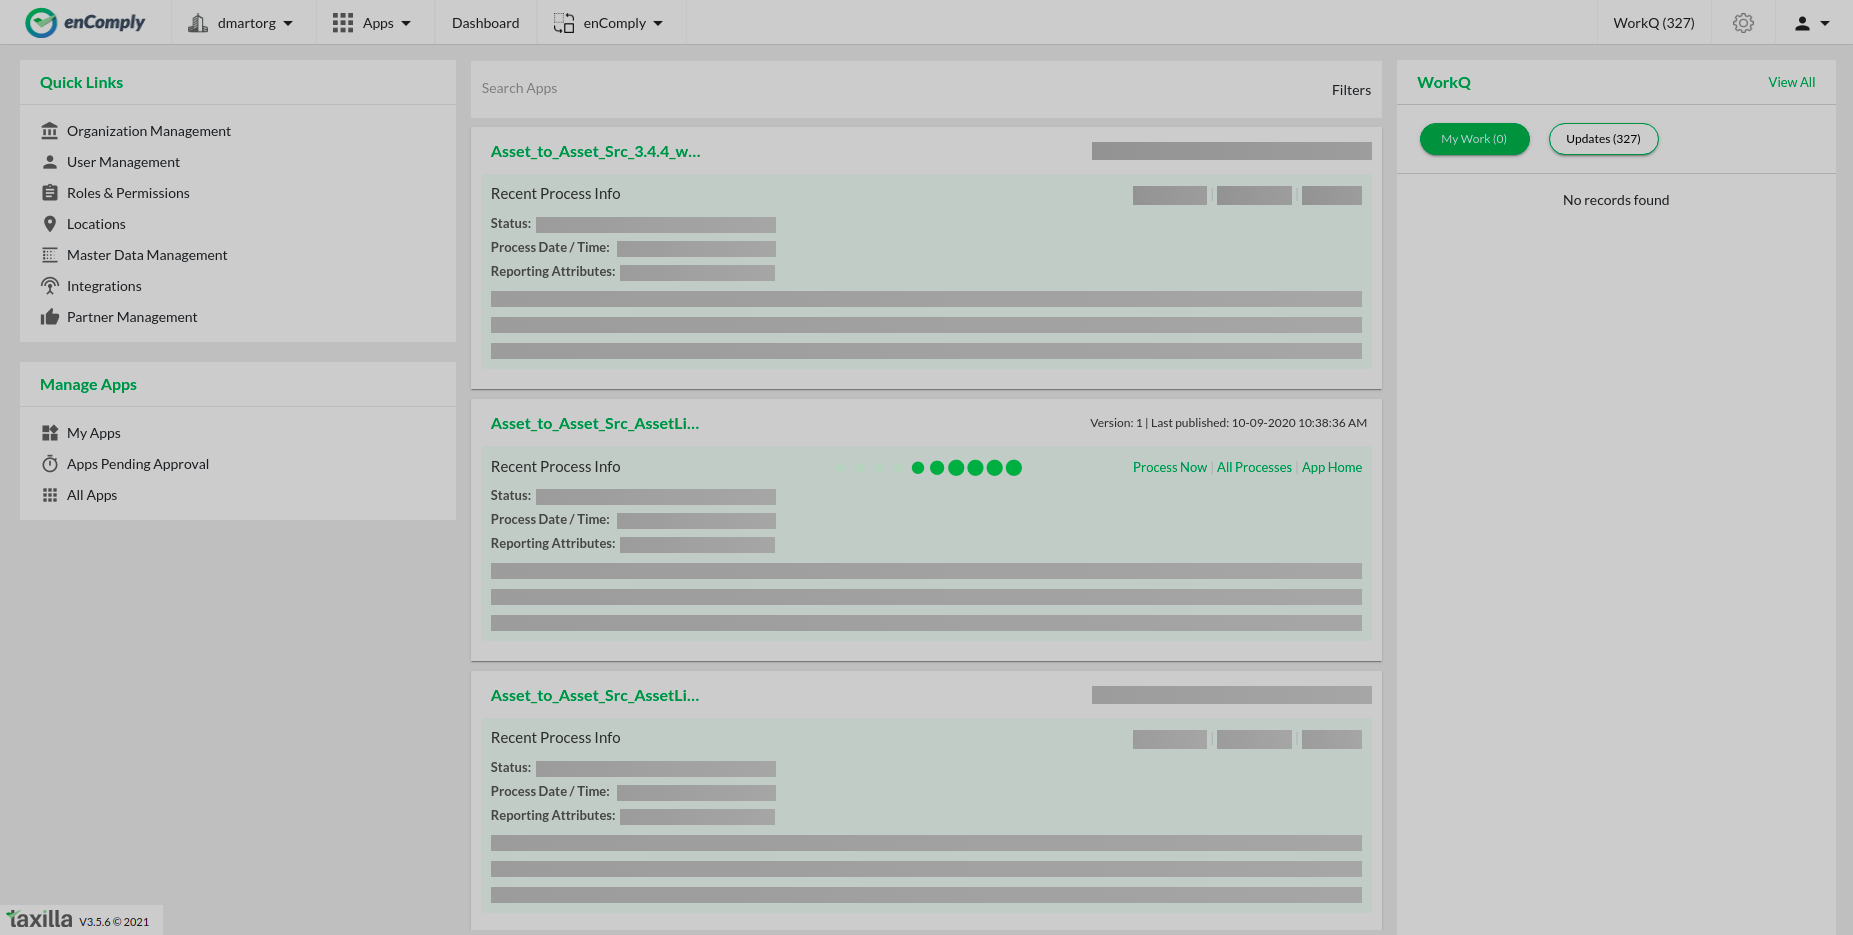 enComply
dmartorg
Apps
Dashboard
enComply
WorkQ (327)
Quick Links
Organization Management
User Management
Roles & Permissions
Locations
Master Data Management
Integrations
Partner Management
Manage Apps
My Apps
Apps Pending Approval
All Apps
Search Apps
Filters
Asset_to_Asset_Src_3.4.4_w...
Recent Process Info
Status:
Process Date / Time:
Reporting Attributes:
Asset_to_Asset_Src_AssetLi...
Version: 1 | Last published: 10-09-2020 10:38:36 AM
Recent Process Info
Process Now | All Processes | App Home
Status:
Process Date / Time:
Reporting Attributes:
Asset_to_Asset_Src_AssetLi...
Recent Process Info
Status:
Process Date / Time:
Reporting Attributes:
WorkQ
View All
My Work (0)
Updates (327)
No records found
taxilla V3.5.6 © 2021